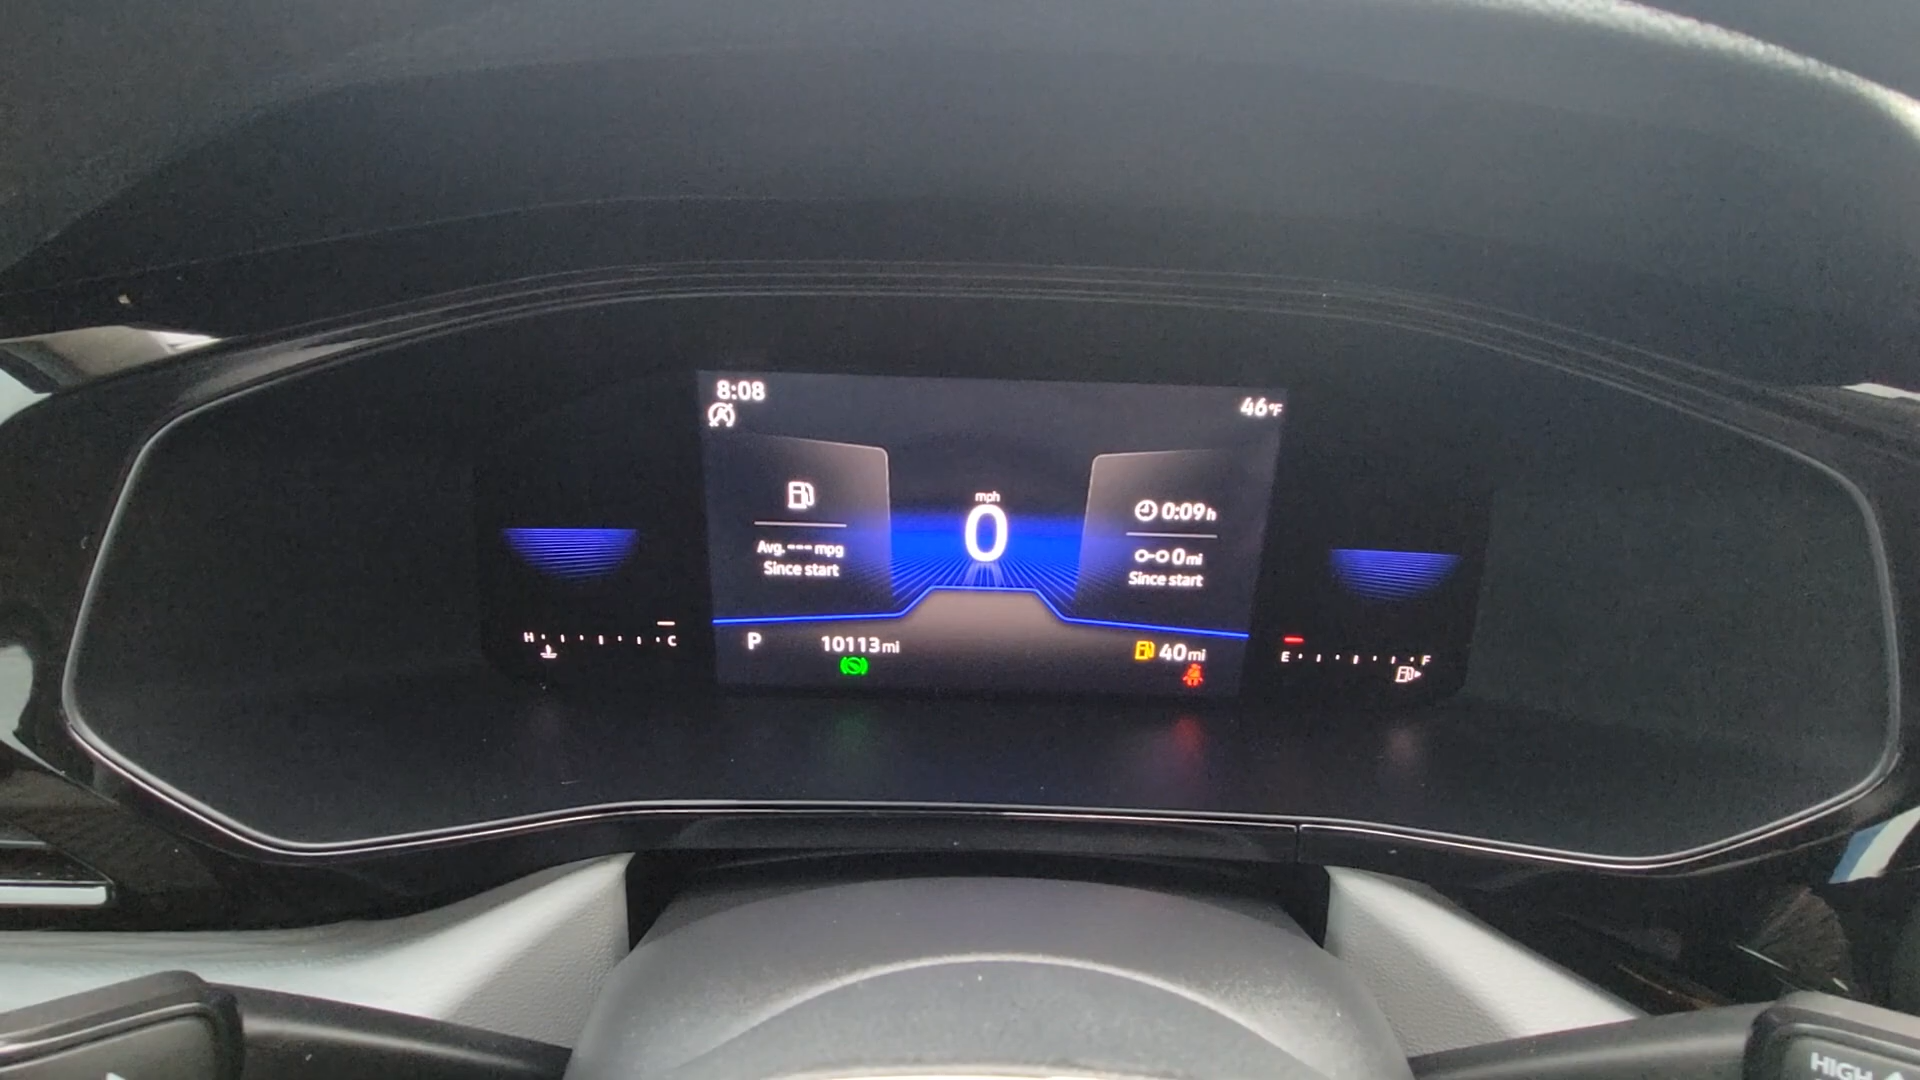 8:08
46°F
mph
0
Avg. --- mpg
Since start
0:09h
0mi
Since start
H C
P
10113mi
40mi
E F
HIGH